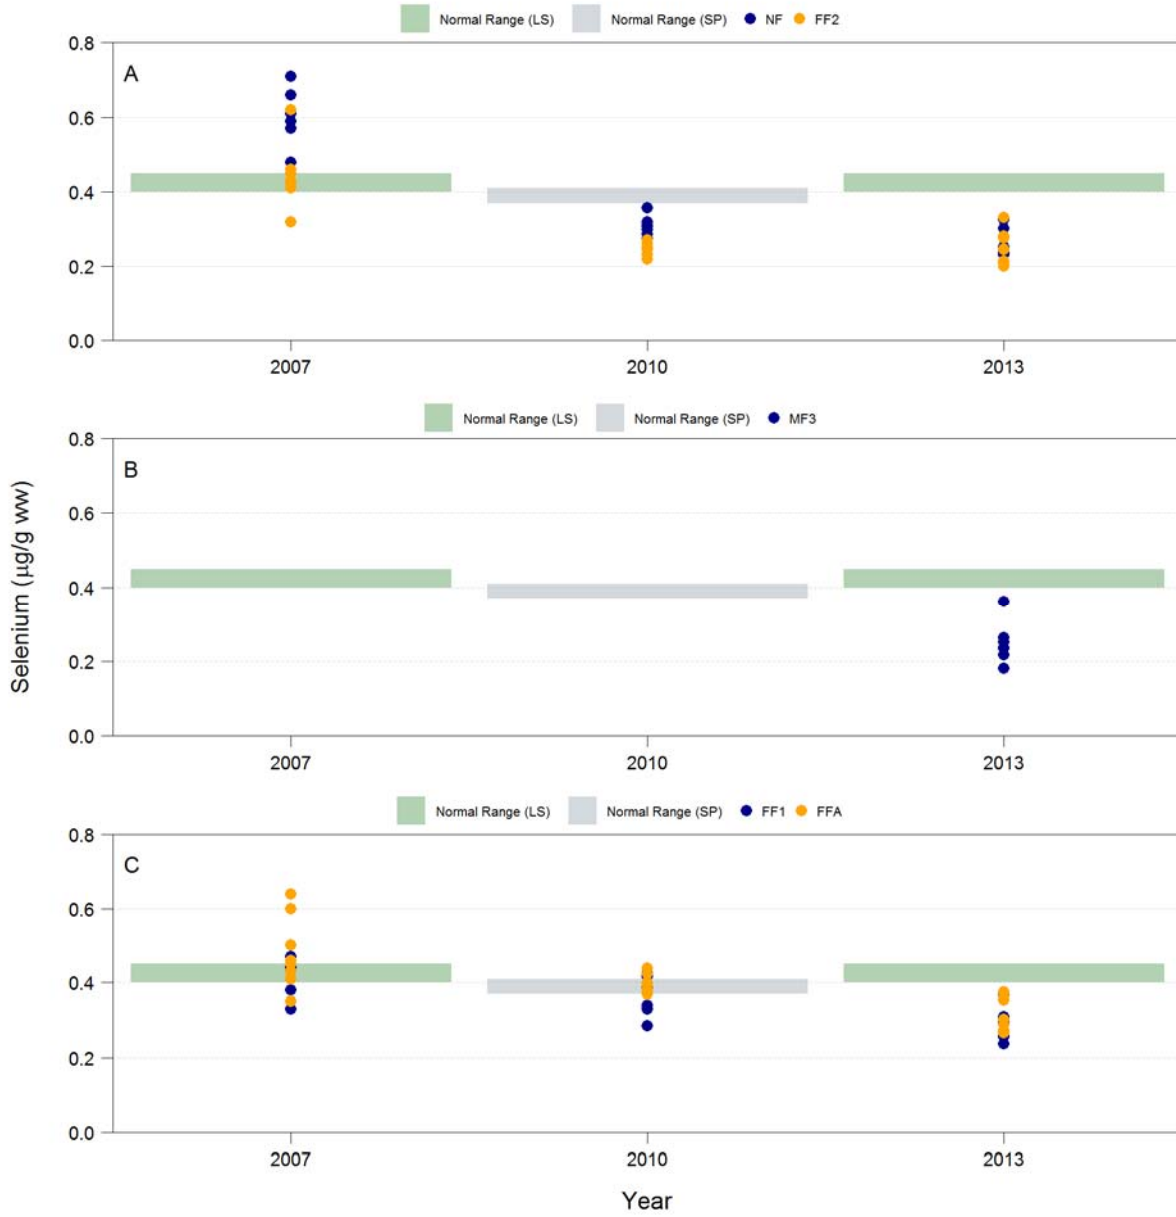 Normal Range (LS) Normal Range (SP) NF FF2
0.8
A
0.6
0.4
0.2
0.0
2007 2010 2013
Normal Range (LS) Normal Range (SP) MF3
0.8
B
0.6
0.4
0.2
0.0
2007 2010 2013
Selenium (µg/g ww)
Normal Range (LS) Normal Range (SP) FF1 FFA
0.8
C
0.6
0.4
0.2
0.0
2007 2010 2013
Year